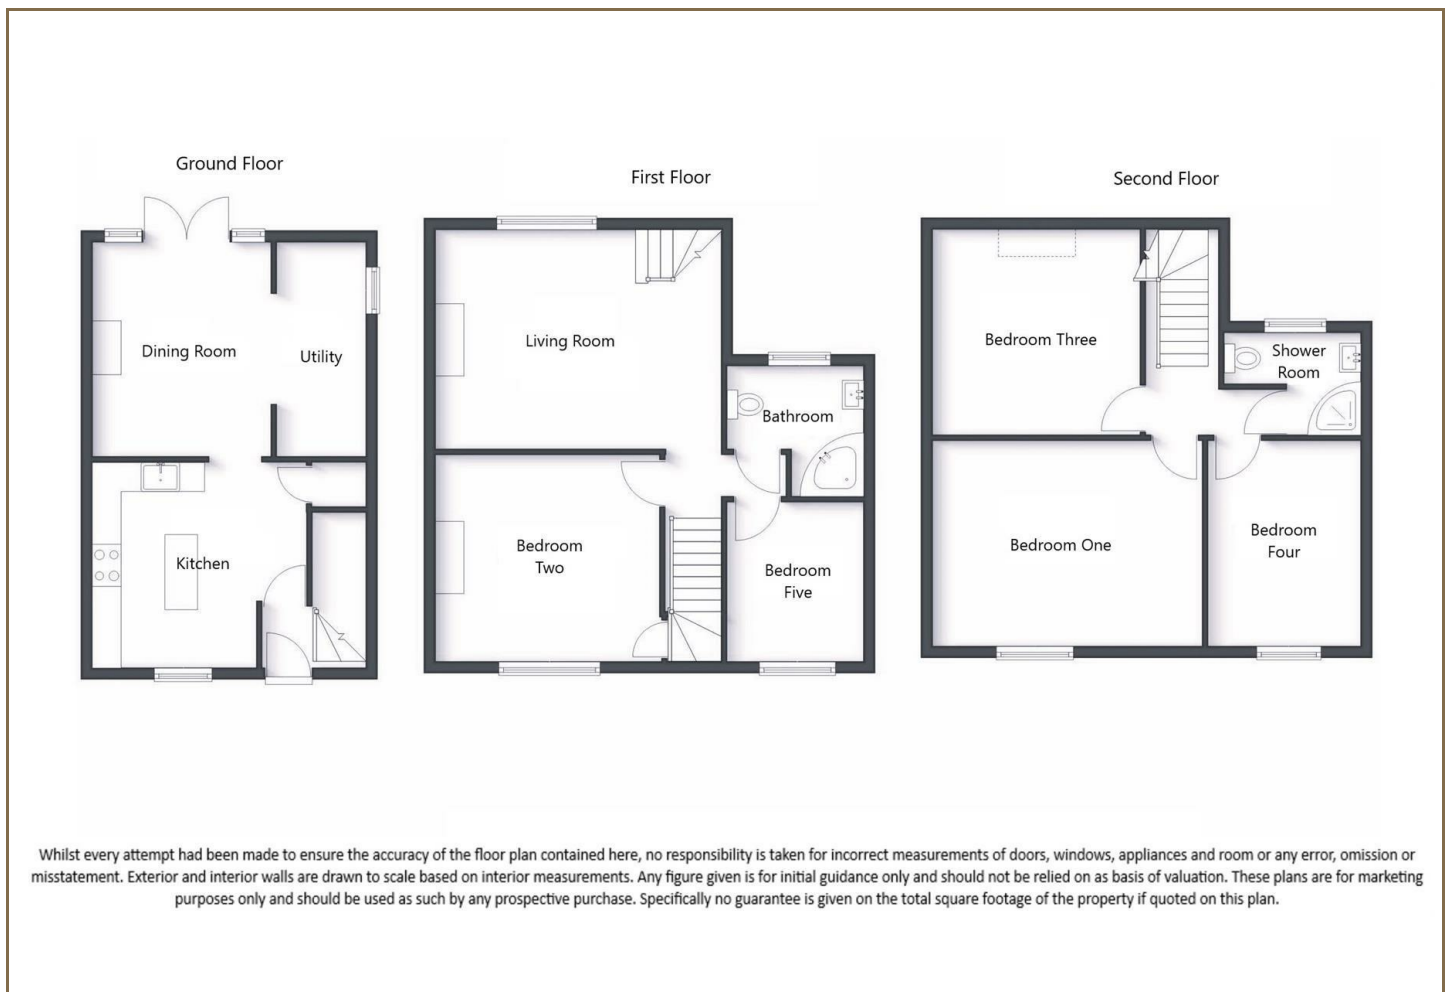 Ground Floor
First Floor
Second Floor
Dining Room
Utility
Kitchen
Living Room
Bathroom
Bedroom
Two
Bedroom
Five
Bedroom Three
Shower
Room
Bedroom One
Bedroom
Four
Whilst every attempt had been made to ensure the accuracy of the floor plan contained here, no responsibility is taken for incorrect measurements of doors, windows, appliances and room or any error, omission or
misstatement. Exterior and interior walls are drawn to scale based on interior measurements. Any figure given is for initial guidance only and should not be relied on as basis of valuation. These plans are for marketing
purposes only and should be used as such by any prospective purchase. Specifically no guarantee is given on the total square footage of the property if quoted on this plan.